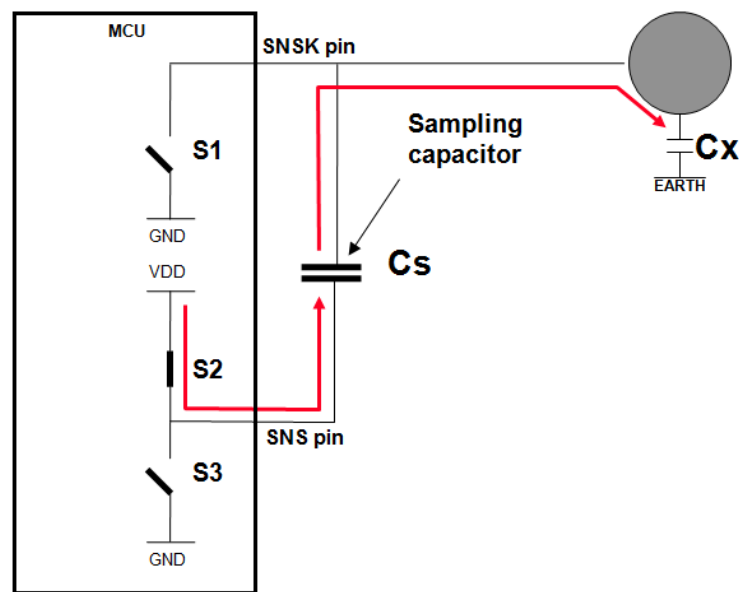 MCU
SNSK pin
S1
Sampling
capacitor
Cx
EARTH
GND
VDD
Cs
S2
SNS pin
S3
GND